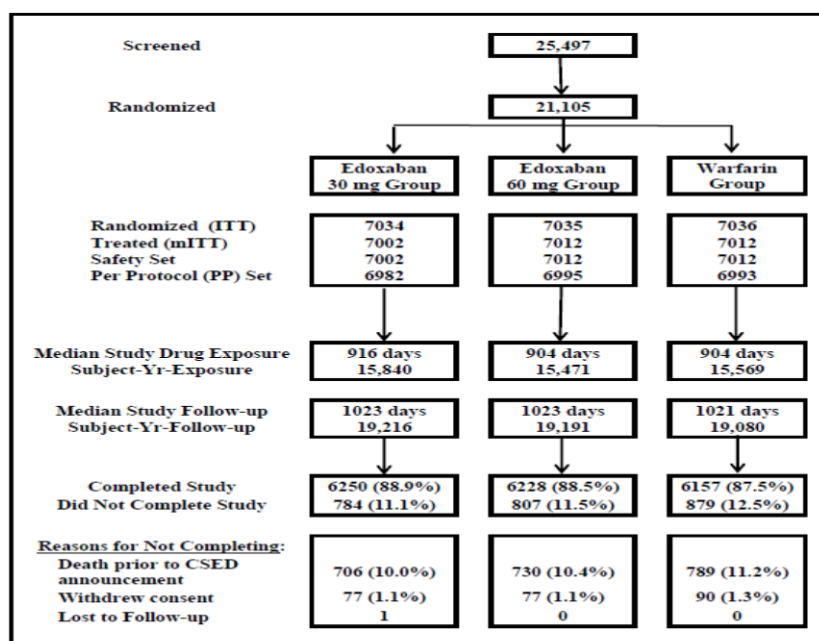 Screened 25,497
Randomized 21,105
Edoxaban Edoxaban Warfarin
30 mg Group 60 mg Group Group
Randomized (ITT) 7034 7035 7036
Treated (mITT) 7002 7012 7012
Safety Set 7002 7012 7012
Per Protocol (PP) Set 6982 6995 6993
Median Study Drug Exposure 916 days 904 days 904 days
Subject-Yr-Exposure 15,840 15,471 15,569
Median Study Follow-up 1023 days 1023 days 1021 days
Subject-Yr-Follow-up 19,216 19,191 19,080
Completed Study 6250 (88.9%) 6228 (88.5%) 6157 (87.5%)
Did Not Complete Study 784 (11.1%) 807 (11.5%) 879 (12.5%)
Reasons for Not Completing:
Death prior to CSED 706 (10.0%) 730 (10.4%) 789 (11.2%)
announcement
Withdrew consent 77 (1.1%) 77 (1.1%) 90 (1.3%)
Lost to Follow-up 1 0 0